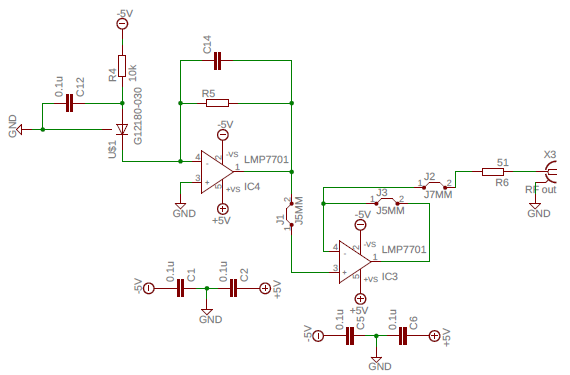 -5V
C14
R4
10k
0.1u
C12
R5
G12180-030
GND
U$1
-5V
4
2
-VS
LMP7701
1
3
5
+VS
IC4
GND
+5V
2
J5MM
J1
1
J2
1
2
J7MM
J3
1
2
J5MM
51
R6
X3
RF out
GND
-5V
4
2
-VS
LMP7701
1
3
5
+VS
IC3
+5V
-5V
0.1u
C1
0.1u
C2
+5V
GND
-5V
0.1u
C5
0.1u
C6
+5V
GND